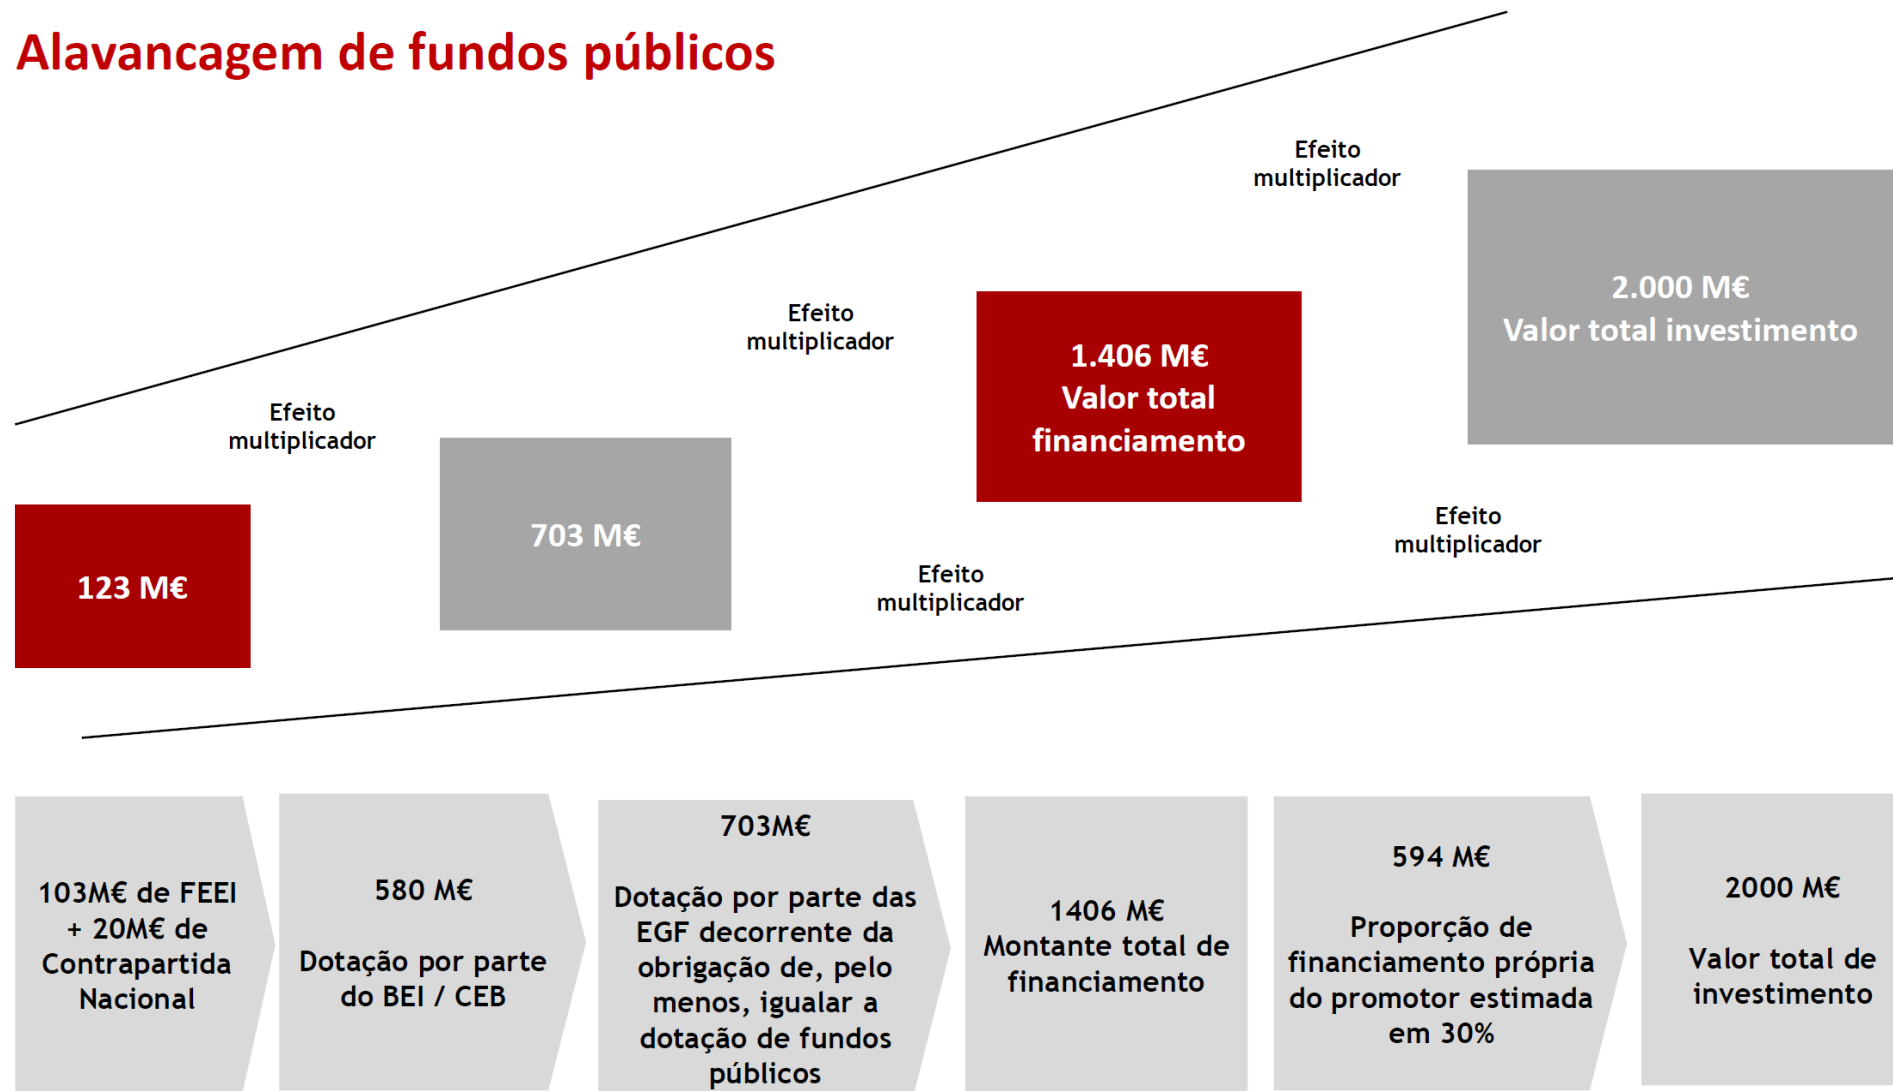 Alavancagem de fundos públicos
Efeito
multiplicador
2.000 M€
Valor total investimento
Efeito
multiplicador
1.406 M€
Valor total
financiamento
Efeito
multiplicador
703 M€
Efeito
multiplicador
123 M€
Efeito
multiplicador
103M€ de FEEI
+ 20M€ de
Contrapartida
Nacional
580 M€
Dotação por parte
do BEI / CEB
703M€
Dotação por parte das
EGF decorrente da
obrigação de, pelo
menos, igualar a
dotação de fundos
públicos
1406 M€
Montante total de
financiamento
594 M€
Proporção de
financiamento própria
do promotor estimada
em 30%
2000 M€
Valor total de
investimento